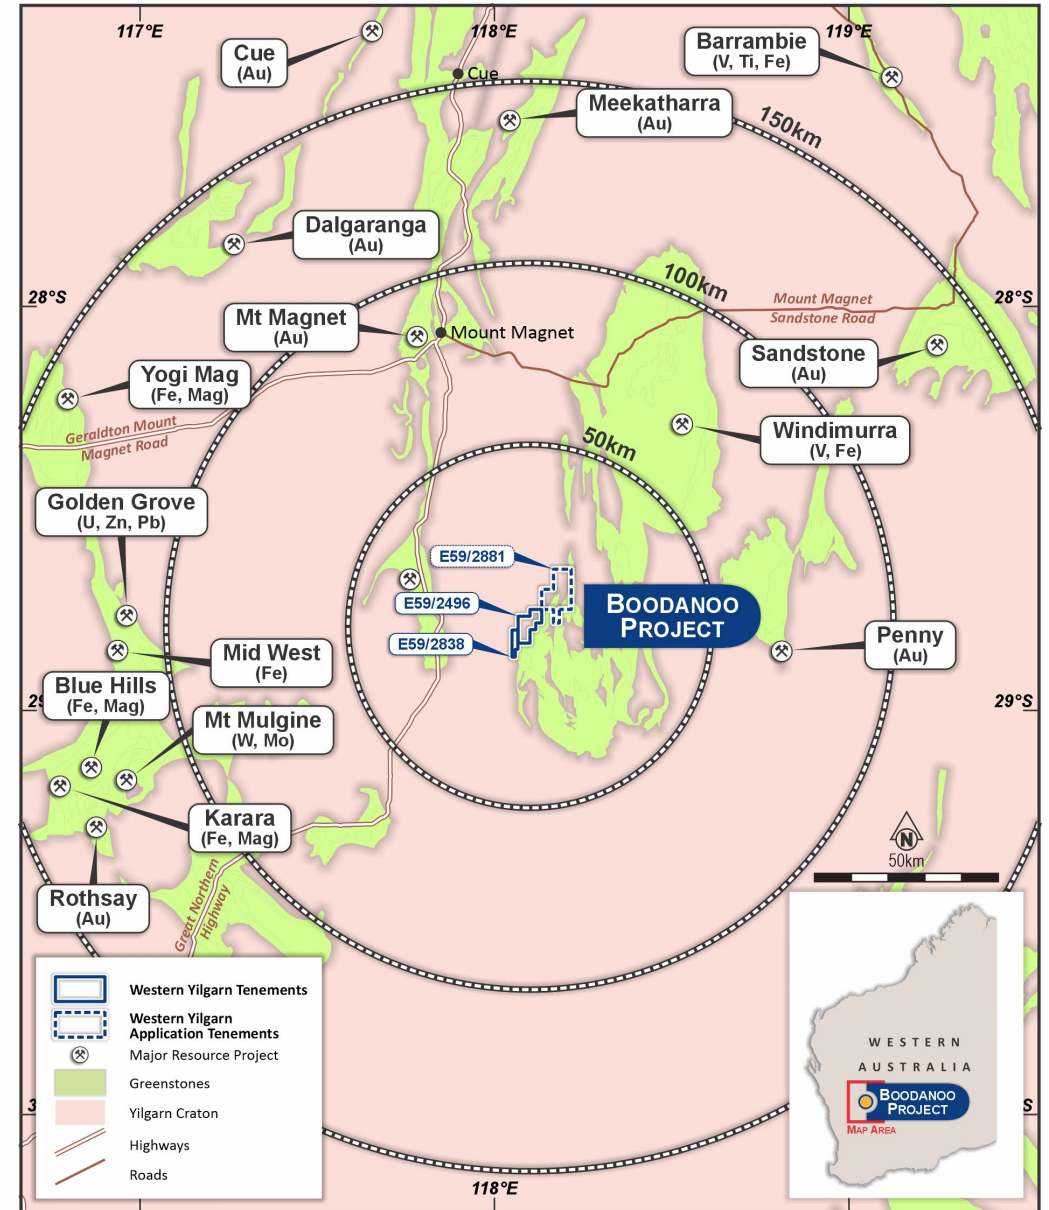 117°E
118°E
119°E
Cue
(Au)
Barrambie
(V, Ti, Fe)
Cue
Meekatharra
(Au)
150km
Dalgaranga
(Au)
100km
28°S
28°S
Mount Magnet
Sandstone Road
Mt Magnet
(Au)
Mount Magnet
Sandstone
(Au)
Yogi Mag
(Fe, Mag)
Geraldton Mount
Magnet Road
50km
Windimurra
(V, Fe)
Golden Grove
(U, Zn, Pb)
E59/2881
E59/2496
E59/2838
BOODANOO
PROJECT
Penny
(Au)
Mid West
(Fe)
Blue Hills
(Fe, Mag)
29
29°S
Mt Mulgine
(W, Mo)
Karara
(Fe, Mag)
Rothsay
(Au)
Great Northern
Highway
N
50km
Western Yilgarn Tenements
Western Yilgarn
Application Tenements
Major Resource Project
Greenstones
Yilgarn Craton
Highways
Roads
3
S
WESTERN
AUSTRALIA
BOODANOO
PROJECT
MAP AREA
118°E